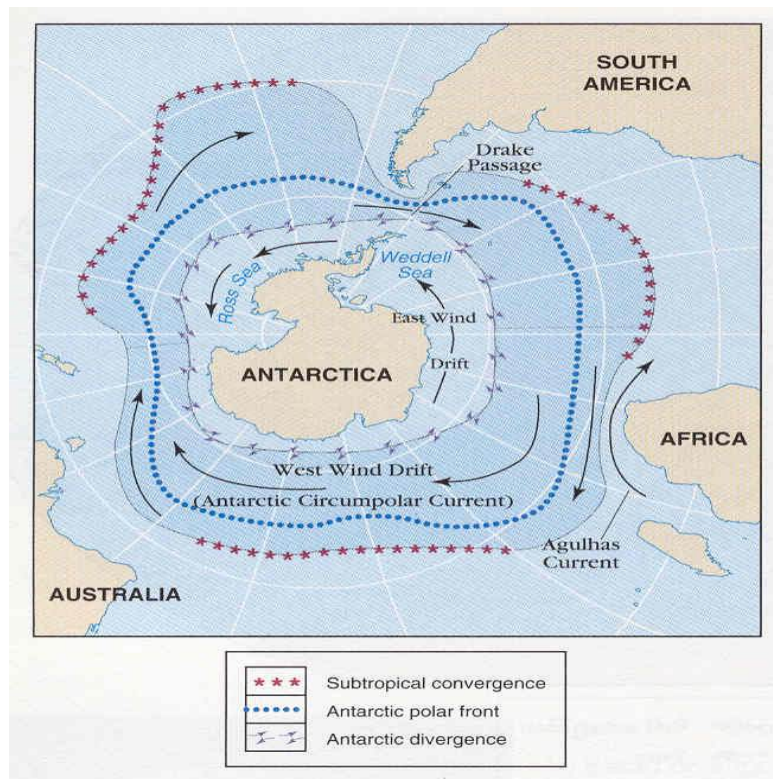 SOUTH
AMERICA
Drake
Passage
Weddell
Sea
Ross Sea
East Wind
Drift
ANTARCTICA
AFRICA
West Wind Drift
(Antarctic Circumpolar Current)
Agulhas
Current
AUSTRALIA
Subtropical convergence
Antarctic polar front
Antarctic divergence